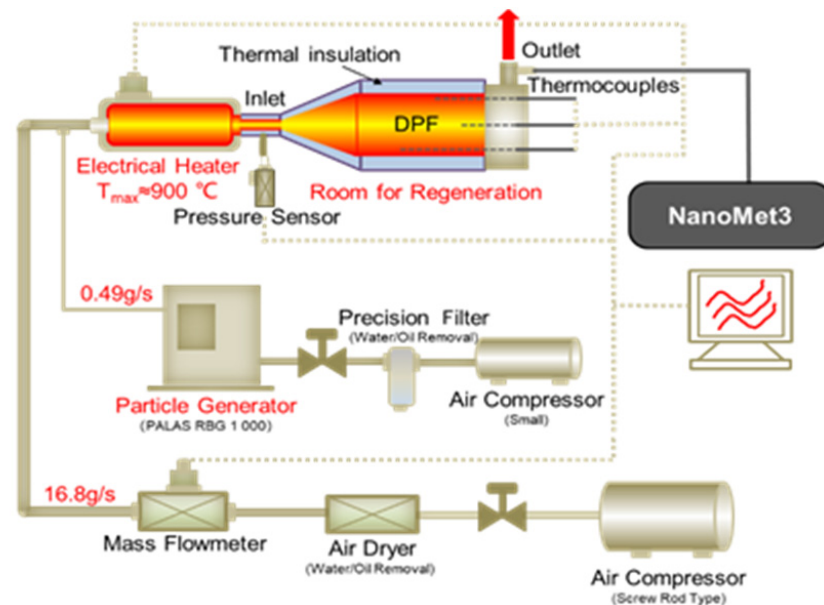 Thermal insulation
Outlet
Inlet
Thermocouples
DPF
Electrical Heater
Tmax≈900 ℃
Room for Regeneration
Pressure Sensor
NanoMet3
0.49g/s
Precision Filter
(Water/Oil Removal)
Particle Generator
(PALAS RBG 1 000)
Air Compressor
(Small)
16.8g/s
Mass Flowmeter
Air Dryer
(Water/Oil Removal)
Air Compressor
(Screw Rod Type)